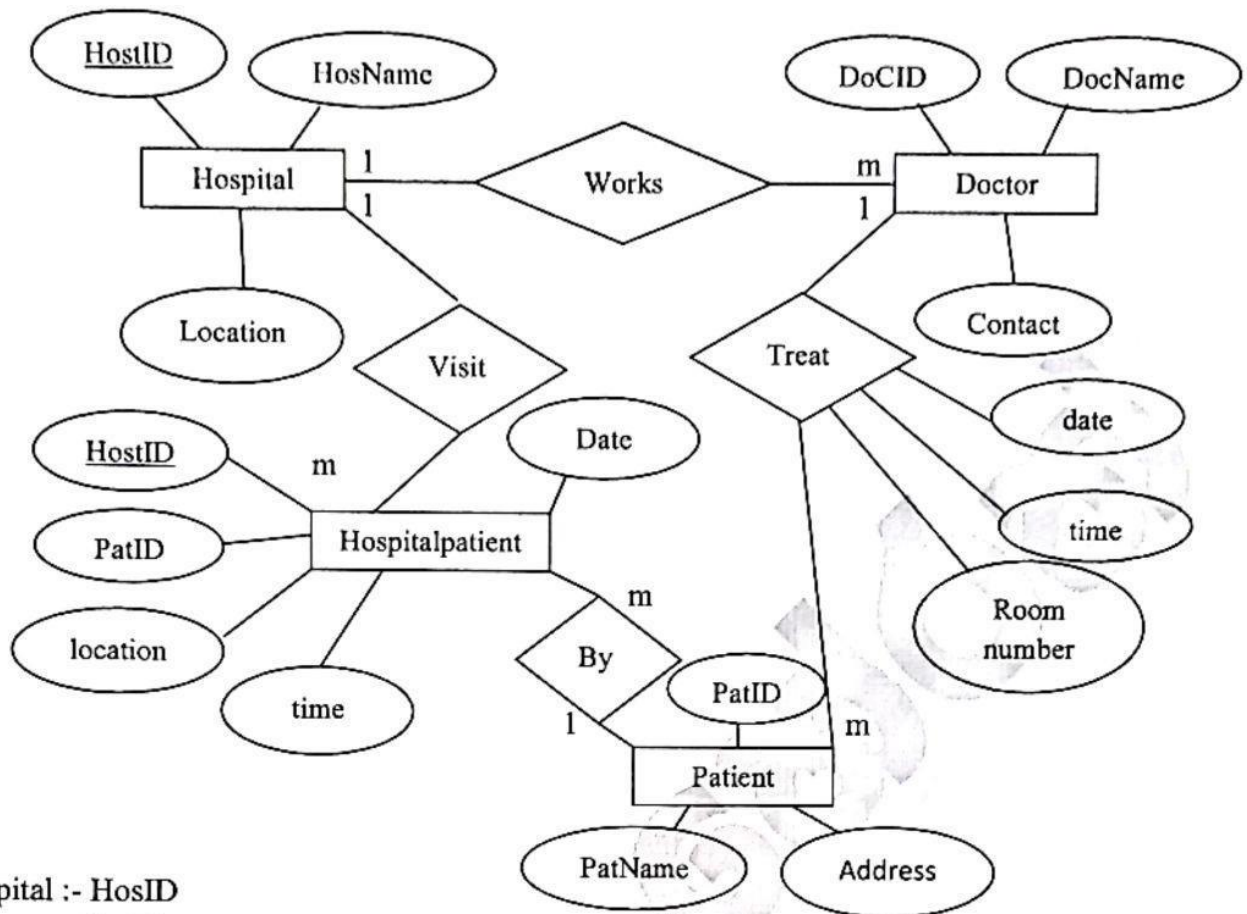 HostID
HosName
DoCID
DocName
Hospital
1
Works
m
Doctor
1
1
Location
Visit
Treat
Contact
Date
date
HostID
m
PatID
Hospitalpatient
time
location
m
Room
number
time
By
PatID
1
m
Patient
PatName
Address
pital :- HosID